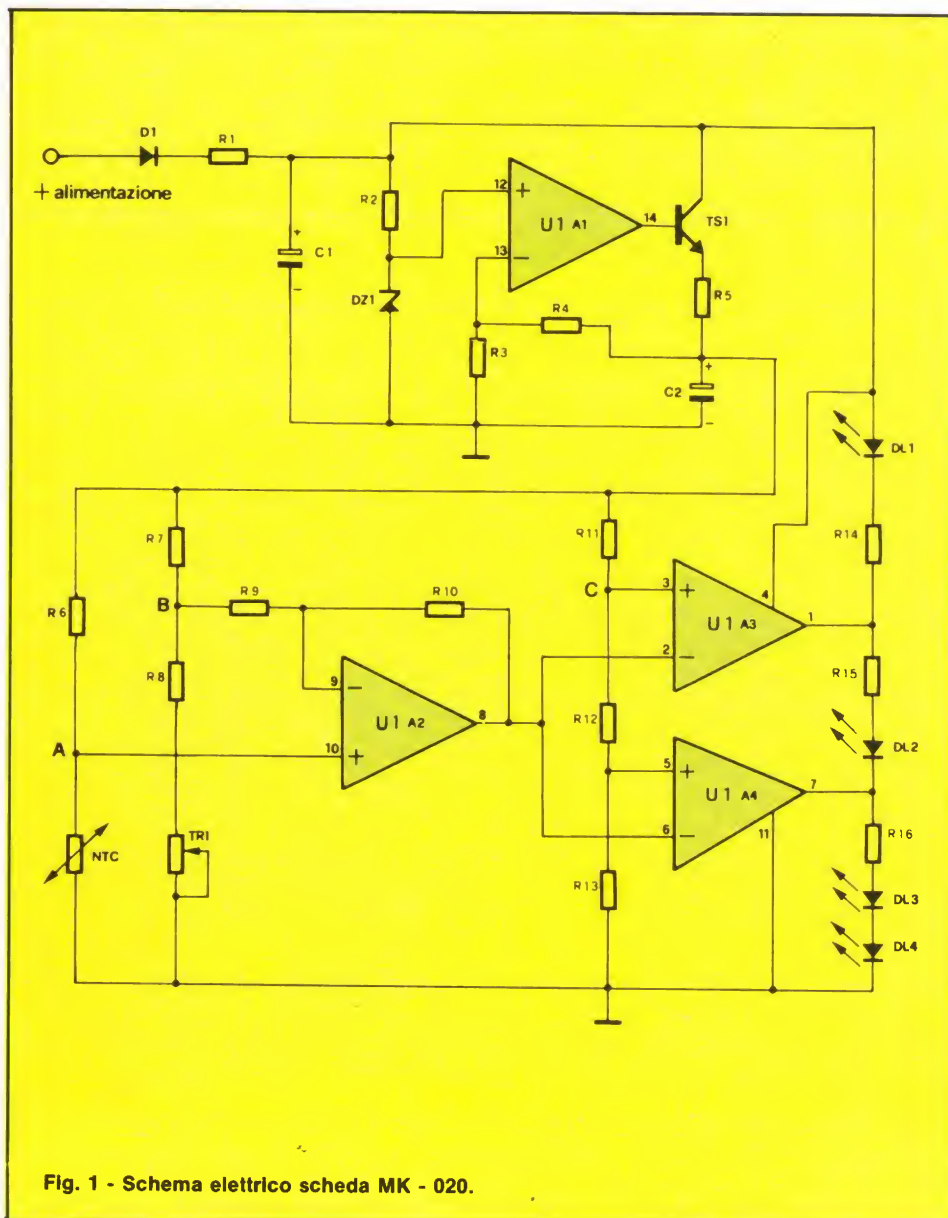 D1
R1
+ alimentazione
R2
C1
+
-
DZ1
12
+
13
-
U1 A1
14
TS1
R5
R4
R3
+
C2
-
DL1
R14
R7
R11
R6
B
R9
R10
C
3
+
4
2
-
U1 A3
1
R15
R8
9
-
U1 A2
8
R12
DL2
A
10
+
5
+
U1 A4
7
6
-
11
R16
NTC
TR1
R13
DL3
DL4
Fig. 1 - Schema elettrico scheda MK - 020.